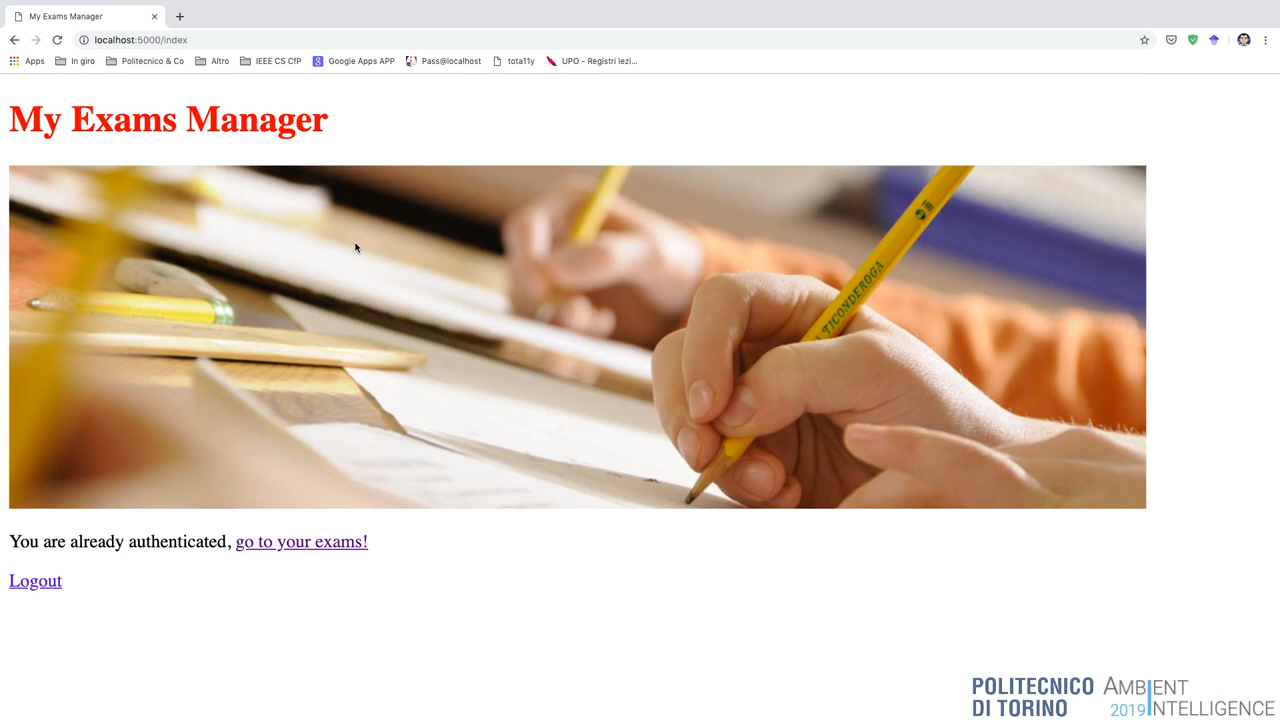 My Exams Manager
localhost:5000/index
Apps In giro Politecnico & Co Altro IEEE CS CfP Google Apps APP Pass@localhost tota11y UPO - Registri lezi...
My Exams Manager
TICONDEROGA
You are already authenticated, go to your exams!
Logout
POLITECNICO
DI TORINO
AMBIENT
2019 INTELLIGENCE